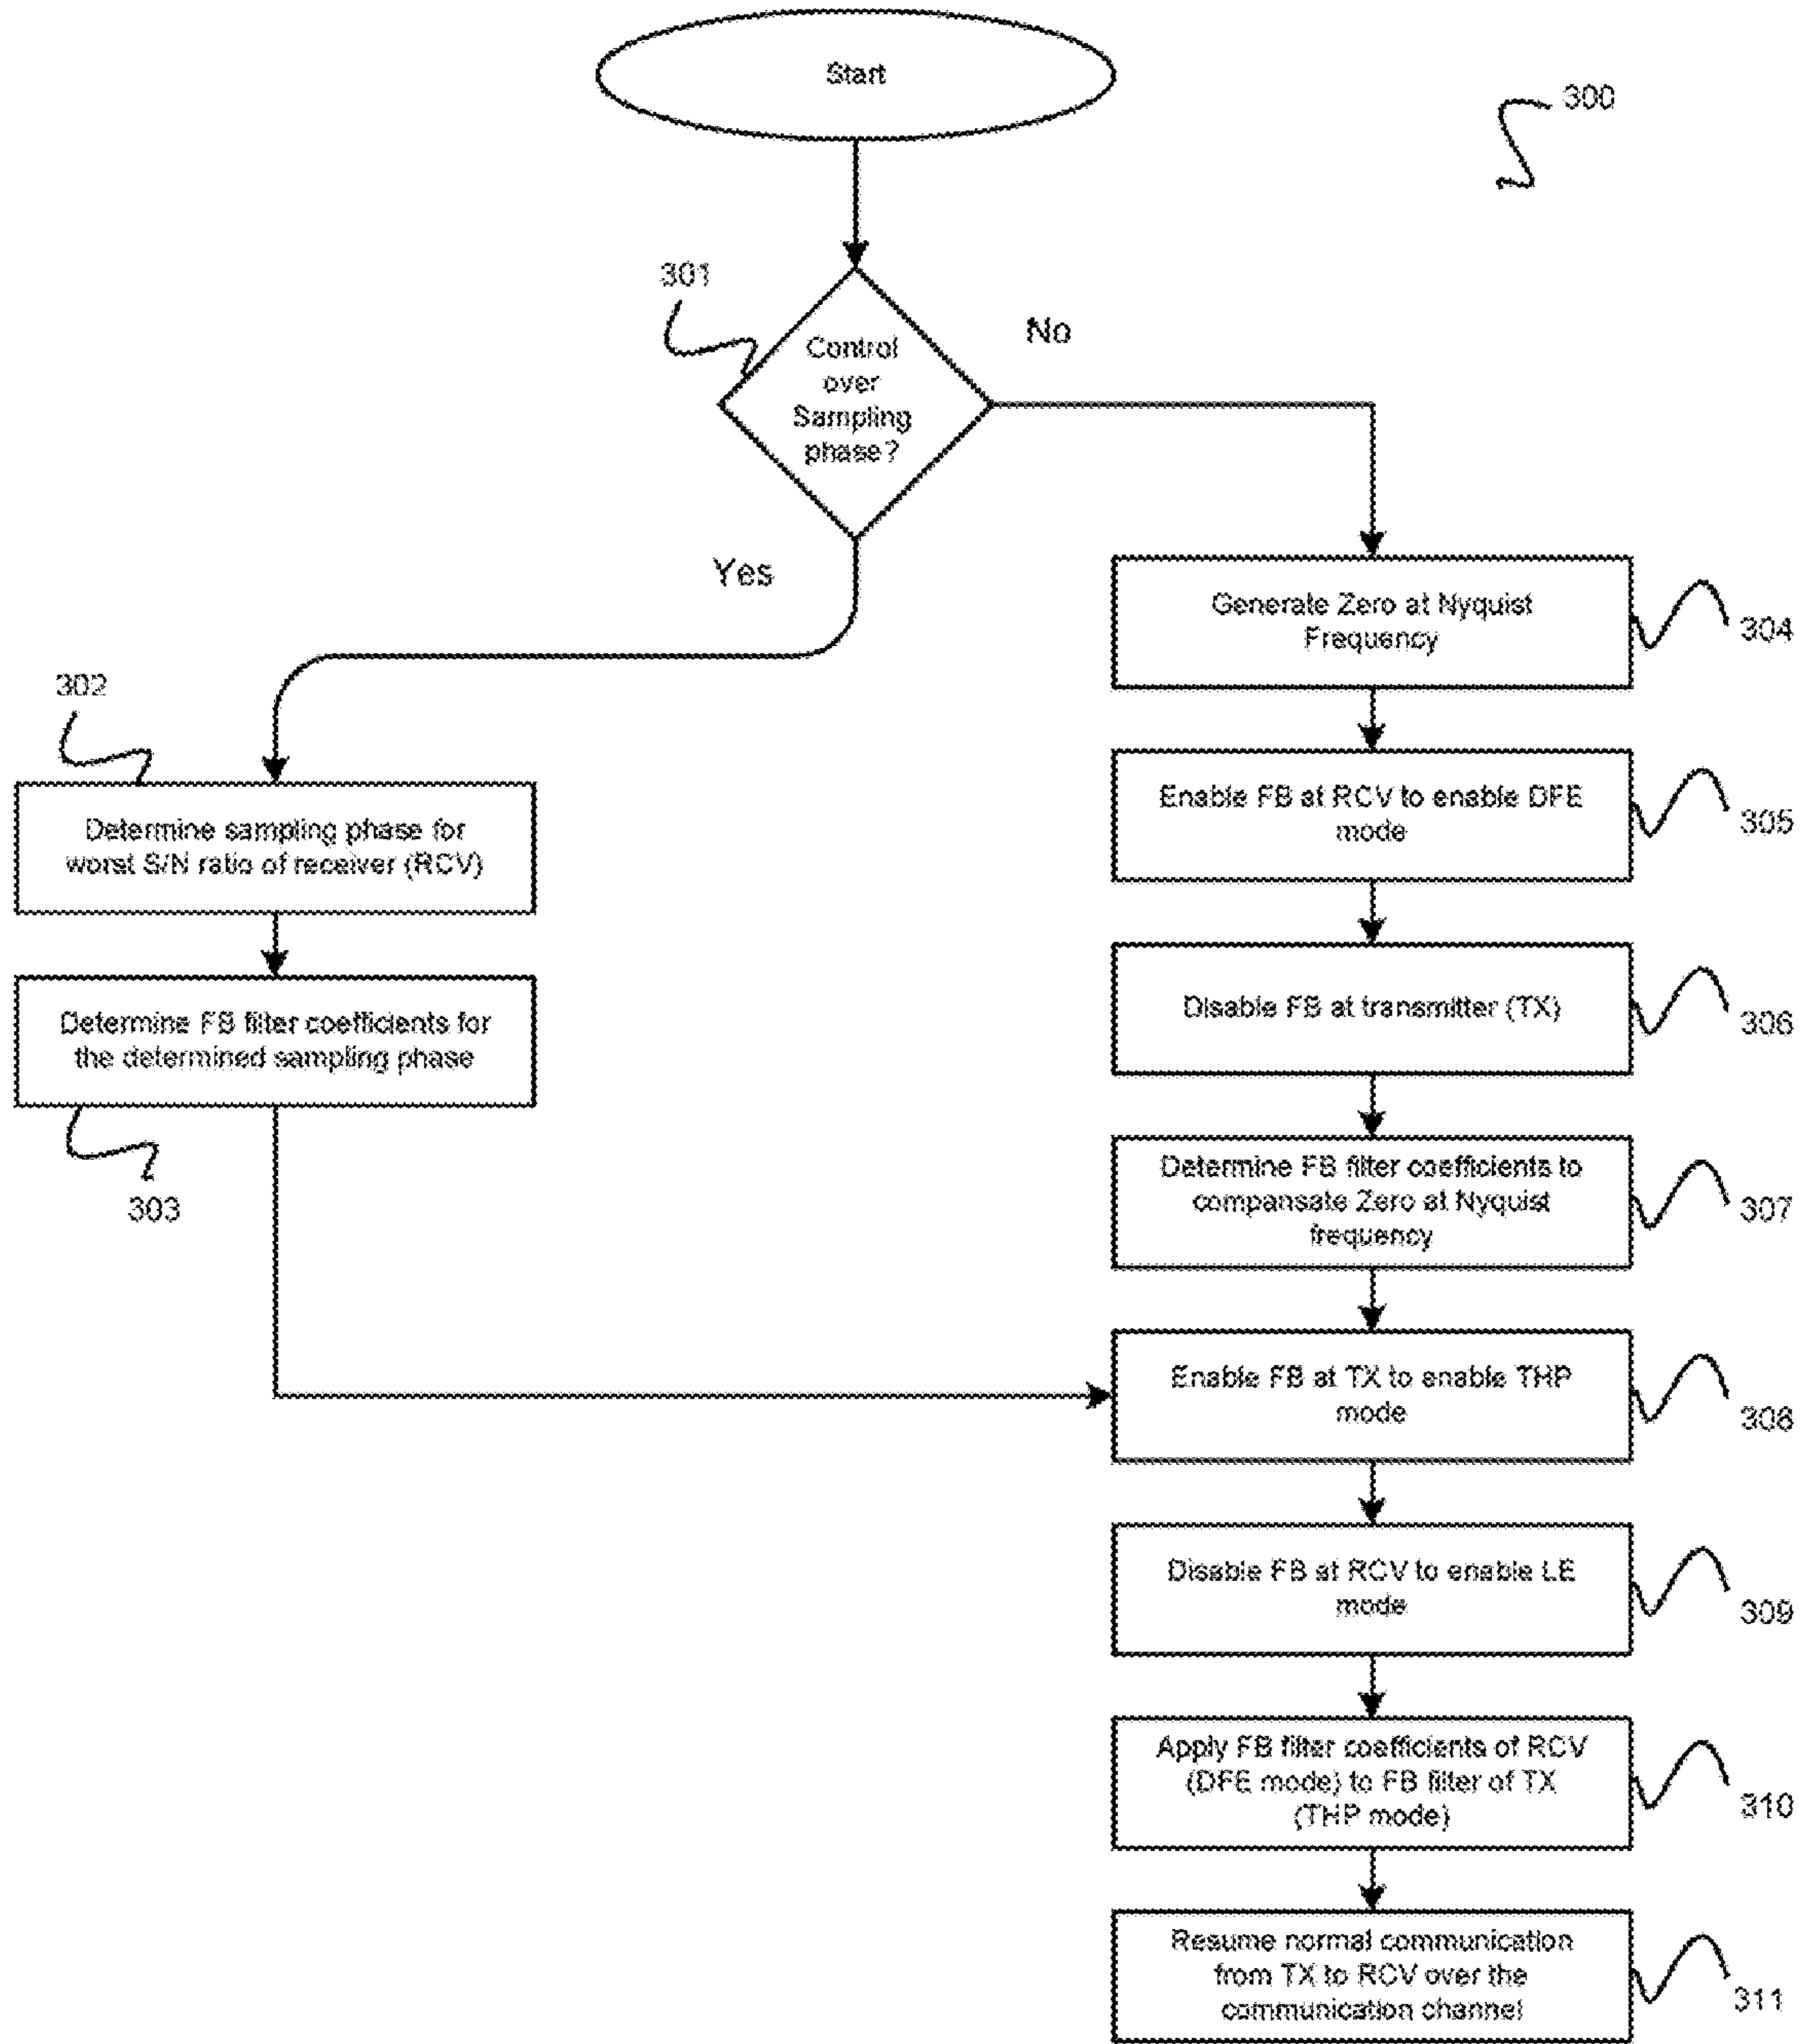 Start
300
301
Control
over
Sampling
phase?
No
Yes
Generate Zero at Nyquist
Frequency
304
302
Determine sampling phase for
worst S/N ratio of receiver (RCV)
Enable FB at RCV to enable DFE
mode
305
Determine FB filter coefficients for
the determined sampling phase
303
Disable FB at transmitter (TX)
306
Determine FB filter coefficients to
compansate Zero at Nyquist
frequency
307
Enable FB at TX to enable THP
mode
308
Disable FB at RCV to enable LE
mode
309
Apply FB filter coefficients of RCV
(DFE mode) to FB filter of TX
(THP mode)
310
Resume normal communication
from TX to RCV over the
communication channel
311